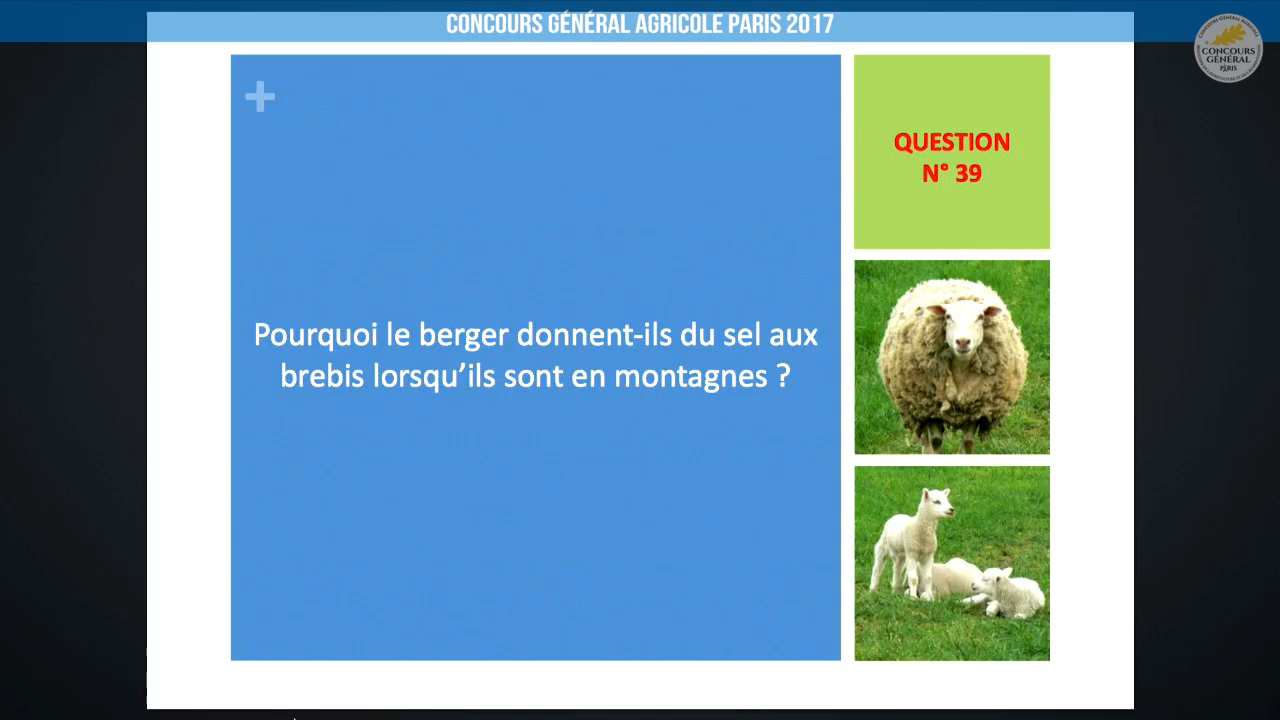 CONCOURS GÉNÉRAL AGRICOLE PARIS 2017
CONCOURS
GÉNÉRAL
PARIS
+
QUESTION
N° 39
Pourquoi le berger donnent-ils du sel aux
brebis lorsqu’ils sont en montagnes ?